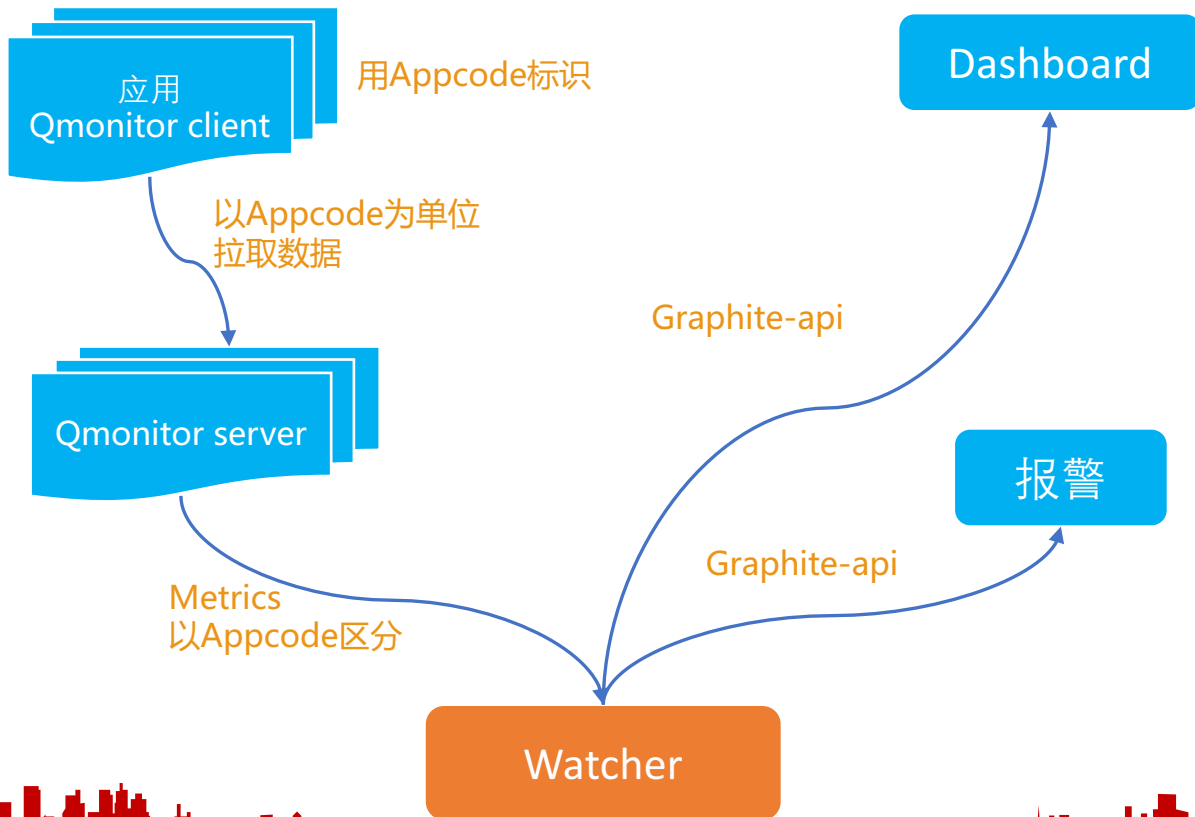 应用
Qmonitor client
用Appcode标识
Dashboard
以Appcode为单位
拉取数据
Graphite-api
Qmonitor server
报警
Graphite-api
Metrics
以Appcode区分
Watcher